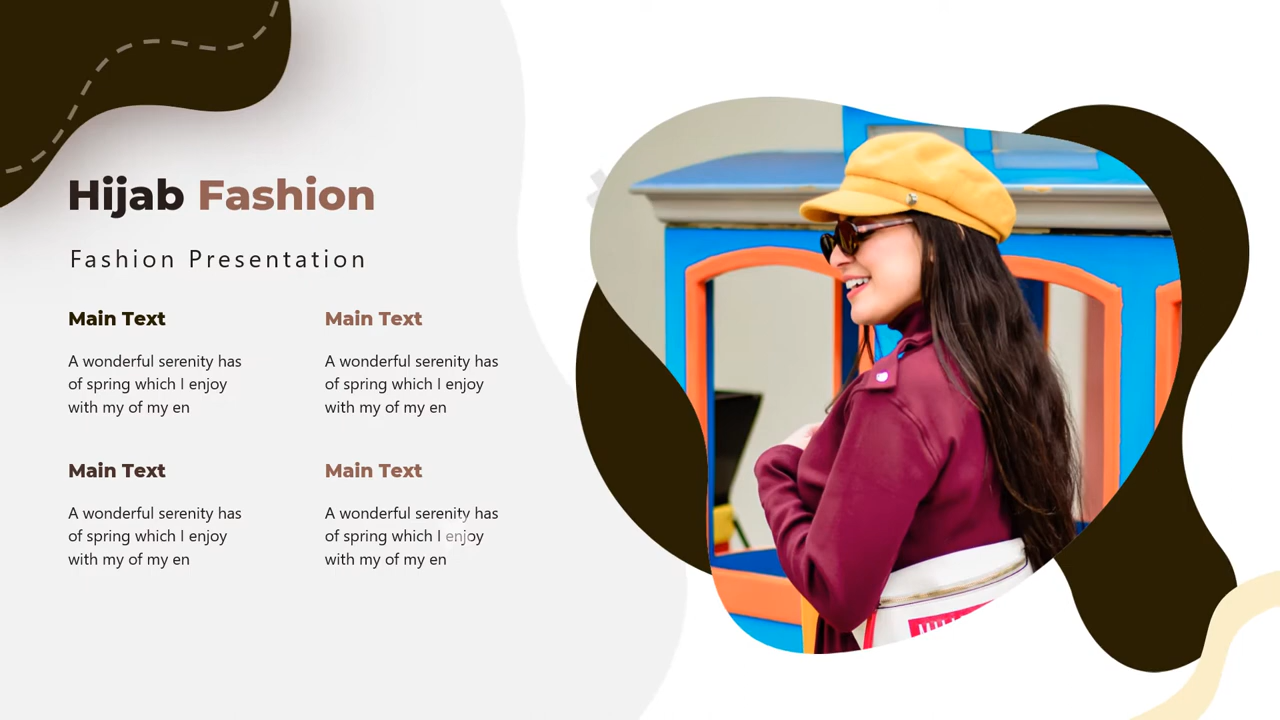 Hijab Fashion
Fashion Presentation
Main Text
A wonderful serenity has
of spring which I enjoy
with my of my en
Main Text
A wonderful serenity has
of spring which I enjoy
with my of my en
Main Text
A wonderful serenity has
of spring which I enjoy
with my of my en
Main Text
A wonderful serenity has
of spring which I enjoy
with my of my en